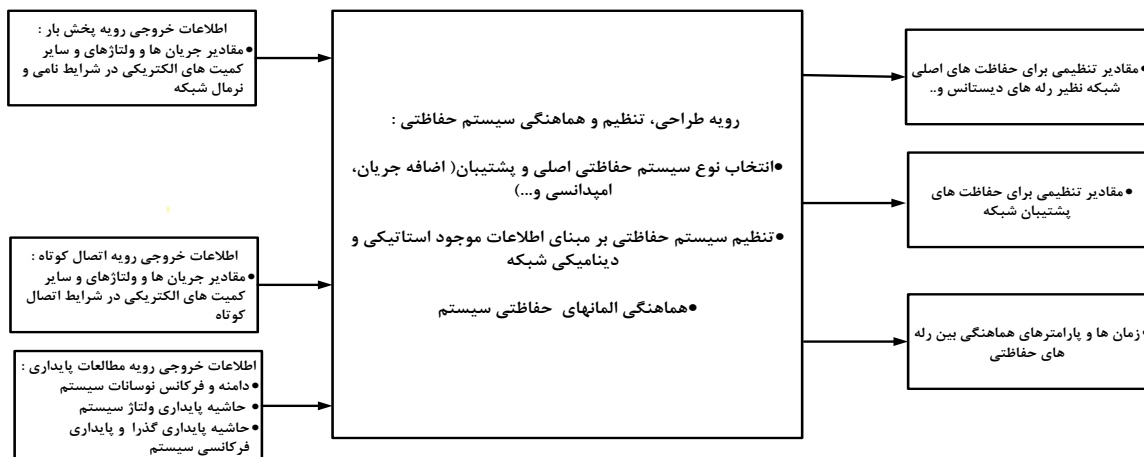 اطلاعات خروجی رویه پخش بار :
●مقادیر جریان ها و ولتاژهای و سایر
کمیت های الکتریکی در شرایط نامی و
نرمال شبکه
اطلاعات خروجی رویه اتصال کوتاه :
●مقادیر جریان ها و ولتاژهای و سایر
کمیت های الکتریکی در شرایط اتصال
کوتاه
اطلاعات خروجی رویه مطالعات پایداری :
●دامنه و فرکانس نوسانات سیستم
●حاشیه پایداری ولتاژ سیستم
●حاشیه پایداری گذرا و پایداری
فرکانسی سیستم
رویه طراحی، تنظیم و هماهنگی سیستم حفاظتی :
●انتخاب نوع سیستم حفاظتی اصلی و پشتیبان( اضافه جریان،
امپدانسی و...)
●تنظیم سیستم حفاظتی بر مبنای اطلاعات موجود استاتیکی و
دینامیکی شبکه
●هماهنگی المانهای حفاظتی سیستم
●مقادیر تنظیمی برای حفاظت های اصلی
شبکه نظیر رله های دیستانس و..
●مقادیر تنظیمی برای حفاظت های
پشتیبان شبکه
●زمان ها و پارامترهای هماهنگی بین رله
های حفاظتی